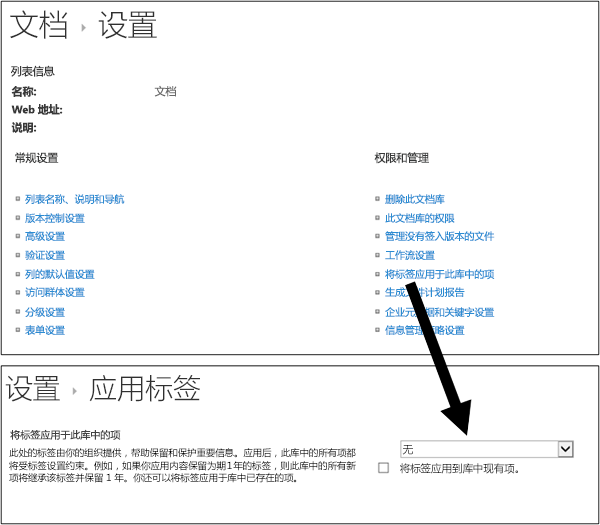 文档 ▸ 设置
列表信息
名称: 文档
Web 地址:
说明:
常规设置 权限和管理
列表名称、说明和导航 删除此文档库
版本控制设置 此文档库的权限
高级设置 管理没有签入版本的文件
验证设置 工作流设置
列的默认值设置 将标签应用于此库中的项
访问群体设置 生成文件计划报告
分级设置 企业元数据和关键字设置
表单设置 信息管理策略设置
设置 ▸ 应用标签
将标签应用于此库中的项
此处的标签由你的组织提供，帮助保留和保护重要信息。应用后，此库中的所有项都
将受标签设置约束。例如，如果你应用内容保留为期1年的标签，则此库中的所有新
项将继承该标签并保留 1 年。你还可以将标签应用于库中已存在的项。
无
将标签应用到库中现有项。